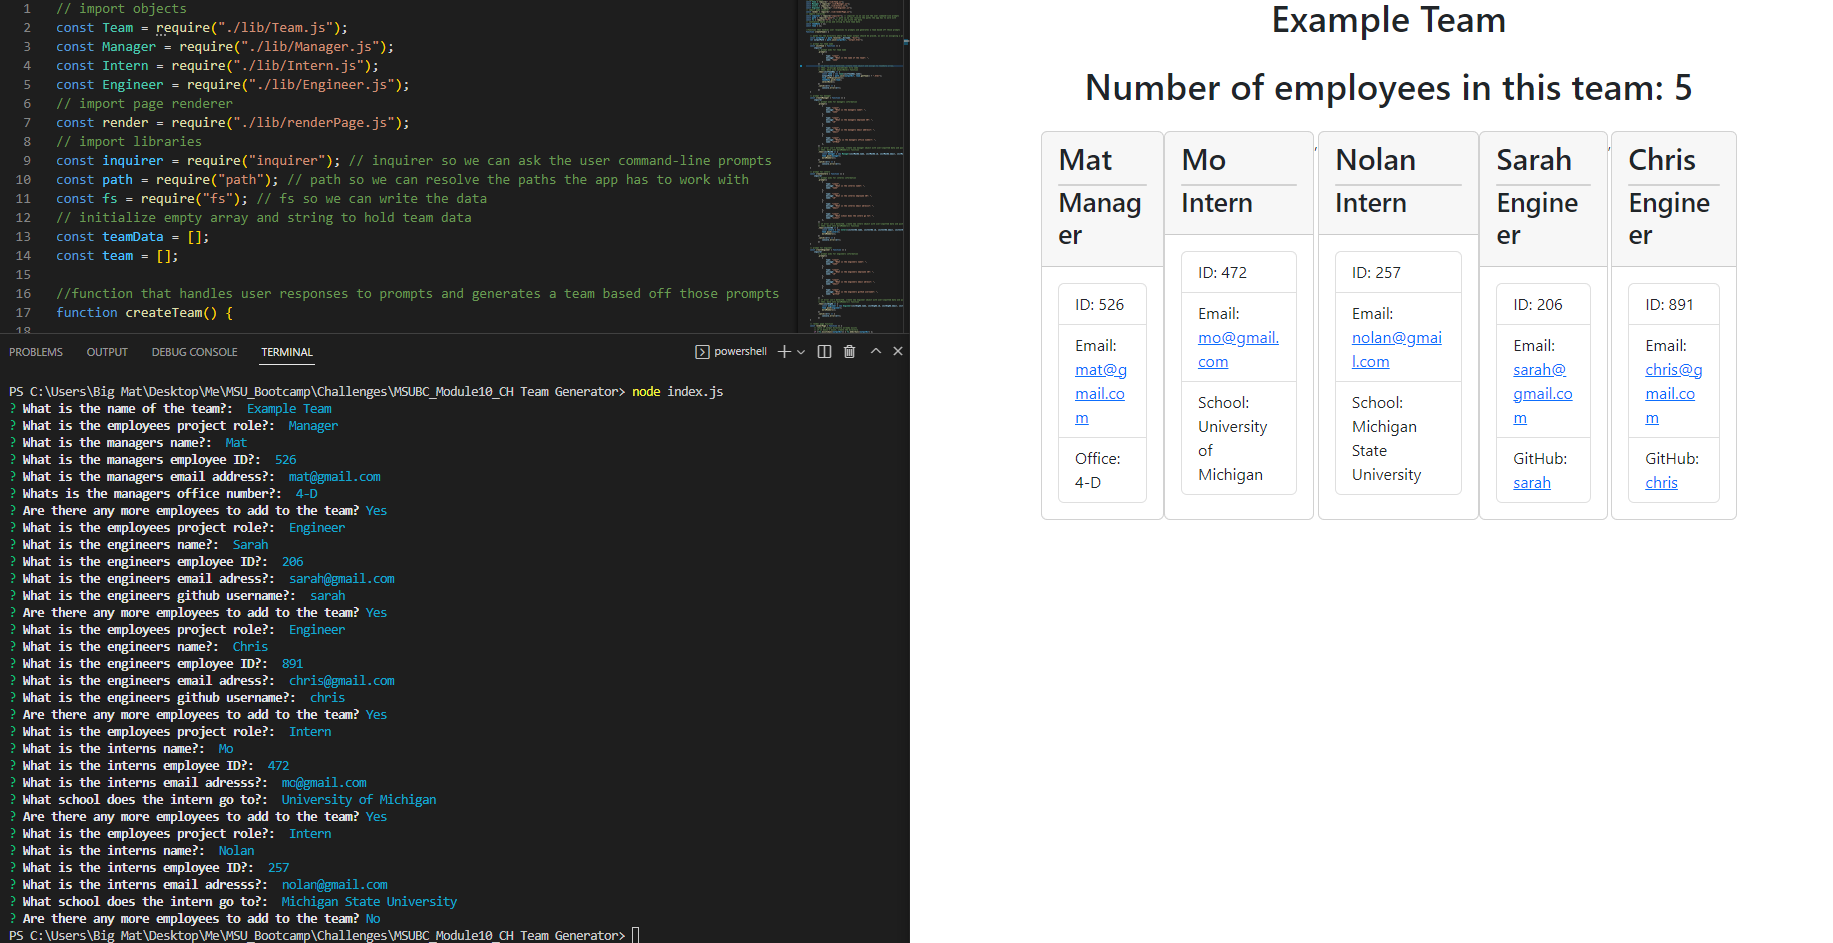 1 // import objects
2 const Team = require("./lib/Team.js");
3 const Manager = require("./lib/Manager.js");
4 const Intern = require("./lib/Intern.js");
5 const Engineer = require("./lib/Engineer.js");
6 // import page renderer
7 const render = require("./lib/renderPage.js");
8 // import libraries
9 const inquirer = require("inquirer"); // inquirer so we can ask the user command-line prompts
10 const path = require("path"); // path so we can resolve the paths the app has to work with
11 const fs = require("fs"); // fs so we can write the data
12 // initialize empty array and string to hold team data
13 const teamData = [];
14 const team = [];
15
16 //function that handles user responses to prompts and generates a team based off those prompts
17 function createTeam() {
18
PROBLEMS OUTPUT DEBUG CONSOLE TERMINAL powershell
PS C:\Users\Big Mat\Desktop\Me\MSU_Bootcamp\Challenges\MSUBC_Module10_CH Team Generator> node index.js
? What is the name of the team?: Example Team
? What is the employees project role?: Manager
? What is the managers name?: Mat
? What is the managers employee ID?: 526
? What is the managers email address?: mat@gmail.com
? Whats is the managers office number?: 4-D
? Are there any more employees to add to the team? Yes
? What is the employees project role?: Engineer
? What is the engineers name?: Sarah
? What is the engineers employee ID?: 206
? What is the engineers email adress?: sarah@gmail.com
? What is the engineers github username?: sarah
? Are there any more employees to add to the team? Yes
? What is the employees project role?: Engineer
? What is the engineers name?: Chris
? What is the engineers employee ID?: 891
? What is the engineers email adress?: chris@gmail.com
? What is the engineers github username?: chris
? Are there any more employees to add to the team? Yes
? What is the employees project role?: Intern
? What is the interns name?: Mo
? What is the interns employee ID?: 472
? What is the interns email adresss?: mo@gmail.com
? What school does the intern go to?: University of Michigan
? Are there any more employees to add to the team? Yes
? What is the employees project role?: Intern
? What is the interns name?: Nolan
? What is the interns employee ID?: 257
? What is the interns email adresss?: nolan@gmail.com
? What school does the intern go to?: Michigan State University
? Are there any more employees to add to the team? No
PS C:\Users\Big Mat\Desktop\Me\MSU_Bootcamp\Challenges\MSUBC_Module10_CH Team Generator>
Example Team
Number of employees in this team: 5
Mat
Manag
er
ID: 526
Email:
mat@g
mail.co
m
Office:
4-D
Mo
Intern
ID: 472
Email:
mo@gmail.
com
School:
University
of
Michigan
,
Nolan
Intern
ID: 257
Email:
nolan@gmai
l.com
School:
Michigan
State
University
Sarah
Engine
er
ID: 206
Email:
sarah@
gmail.co
m
GitHub:
sarah
,
Chris
Engine
er
ID: 891
Email:
chris@g
mail.co
m
GitHub:
chris